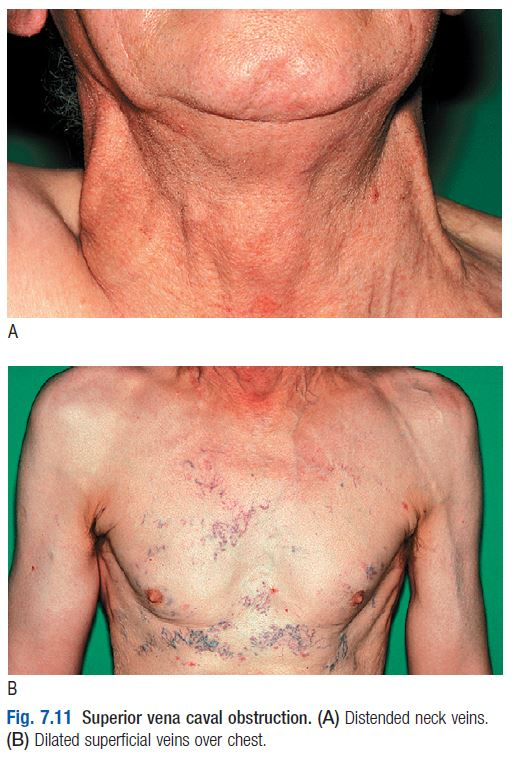 A
B
Fig. 7.11 Superior vena caval obstruction. (A) Distended neck veins.
(B) Dilated superficial veins over chest.